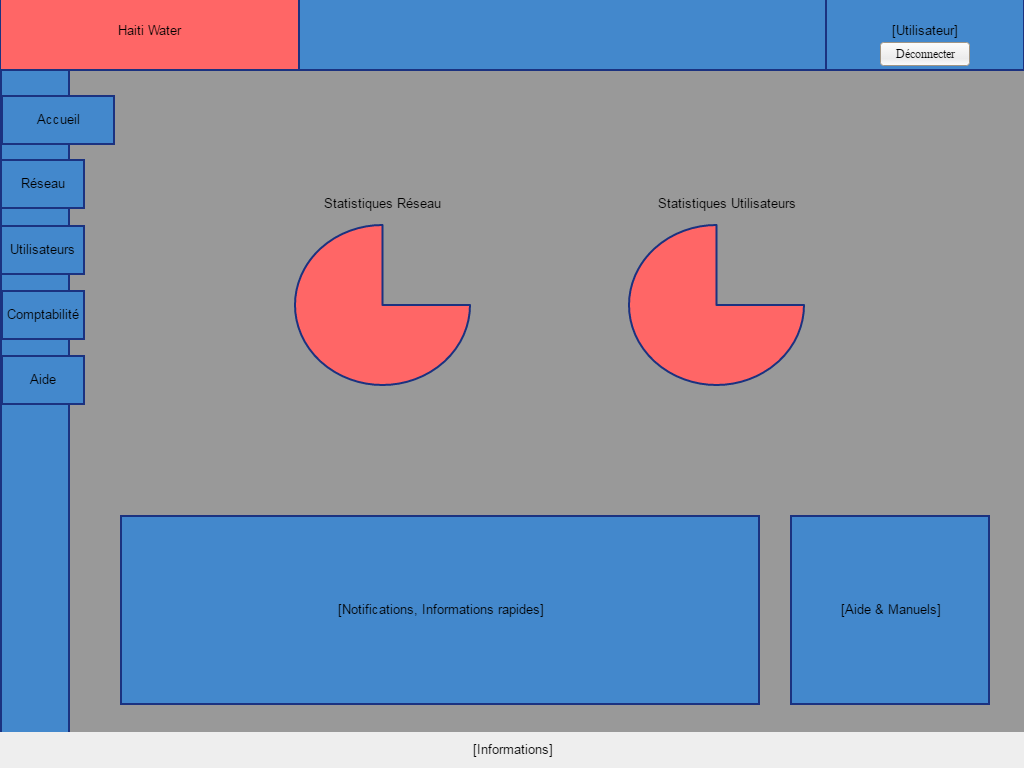 Haiti Water
[Utilisateur]
Déconnecter
Accueil
Réseau
Utilisateurs
Comptabilité
Aide
Statistiques Réseau
Statistiques Utilisateurs
[Notifications, Informations rapides]
[Aide & Manuels]
[Informations]